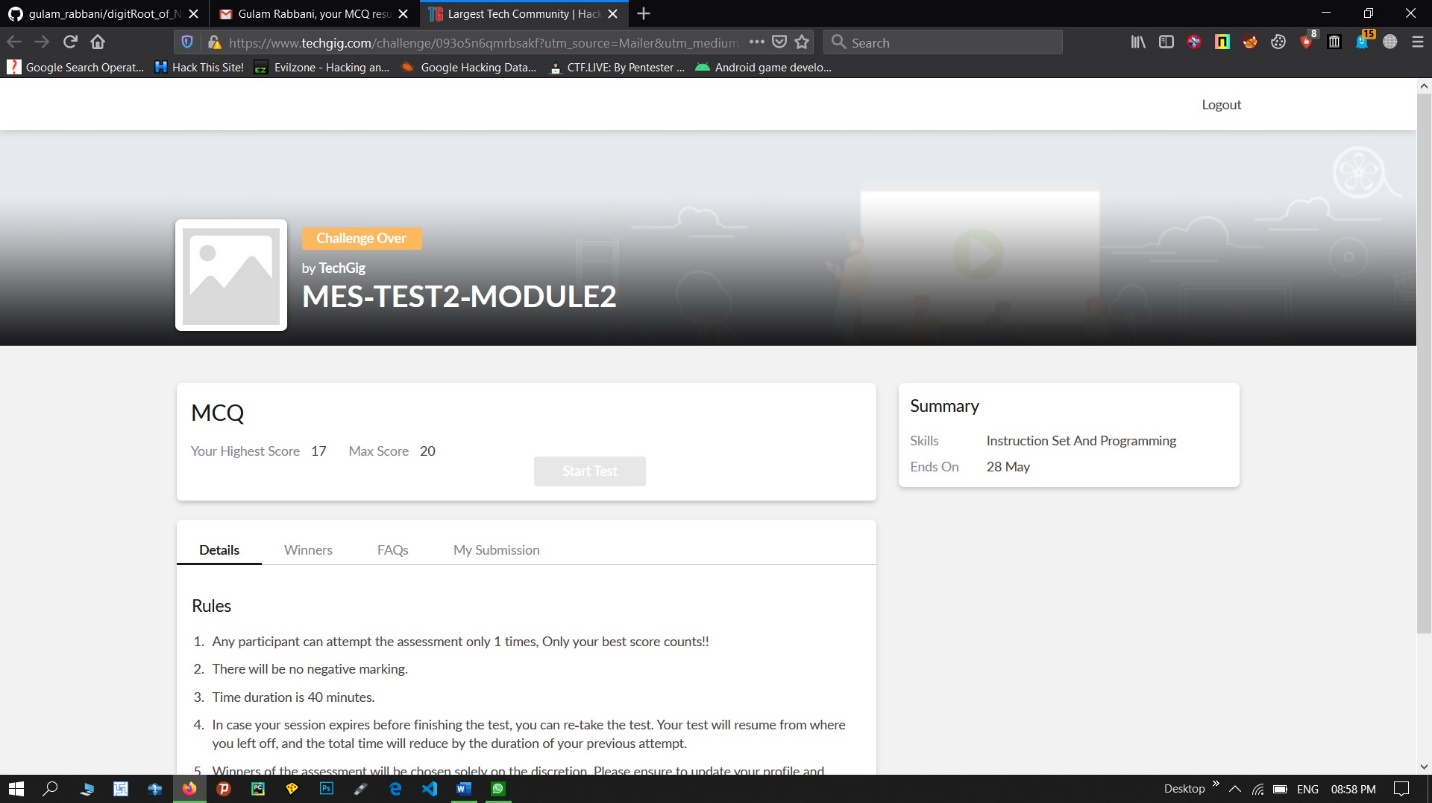 gulam_rabbani/digitRoot_of_N
Gulam Rabbani, your MCQ resu
Largest Tech Community | Hack
https://www.techgig.com/challenge/093o5n6qmrbsakf?utm_source=Mailer&utm_medium
Search
8
15
Google Search Operat...
Hack This Site!
Evilzone - Hacking an...
Google Hacking Data...
CTF.LIVE: By Pentester ...
Android game develo...
Logout
Challenge Over
by TechGig
MES-TEST2-MODULE2
MCQ
Your Highest Score 17 Max Score 20
Start Test
Summary
Skills Instruction Set And Programming
Ends On 28 May
Details Winners FAQs My Submission
Rules
1. Any participant can attempt the assessment only 1 times, Only your best score counts!!
2. There will be no negative marking.
3. Time duration is 40 minutes.
4. In case your session expires before finishing the test, you can re-take the test. Your test will resume from where
you left off, and the total time will reduce by the duration of your previous attempt.
5. Winners of the assessment will be chosen solely on the discretion. Please ensure to update your profile and
Desktop ENG 08:58 PM